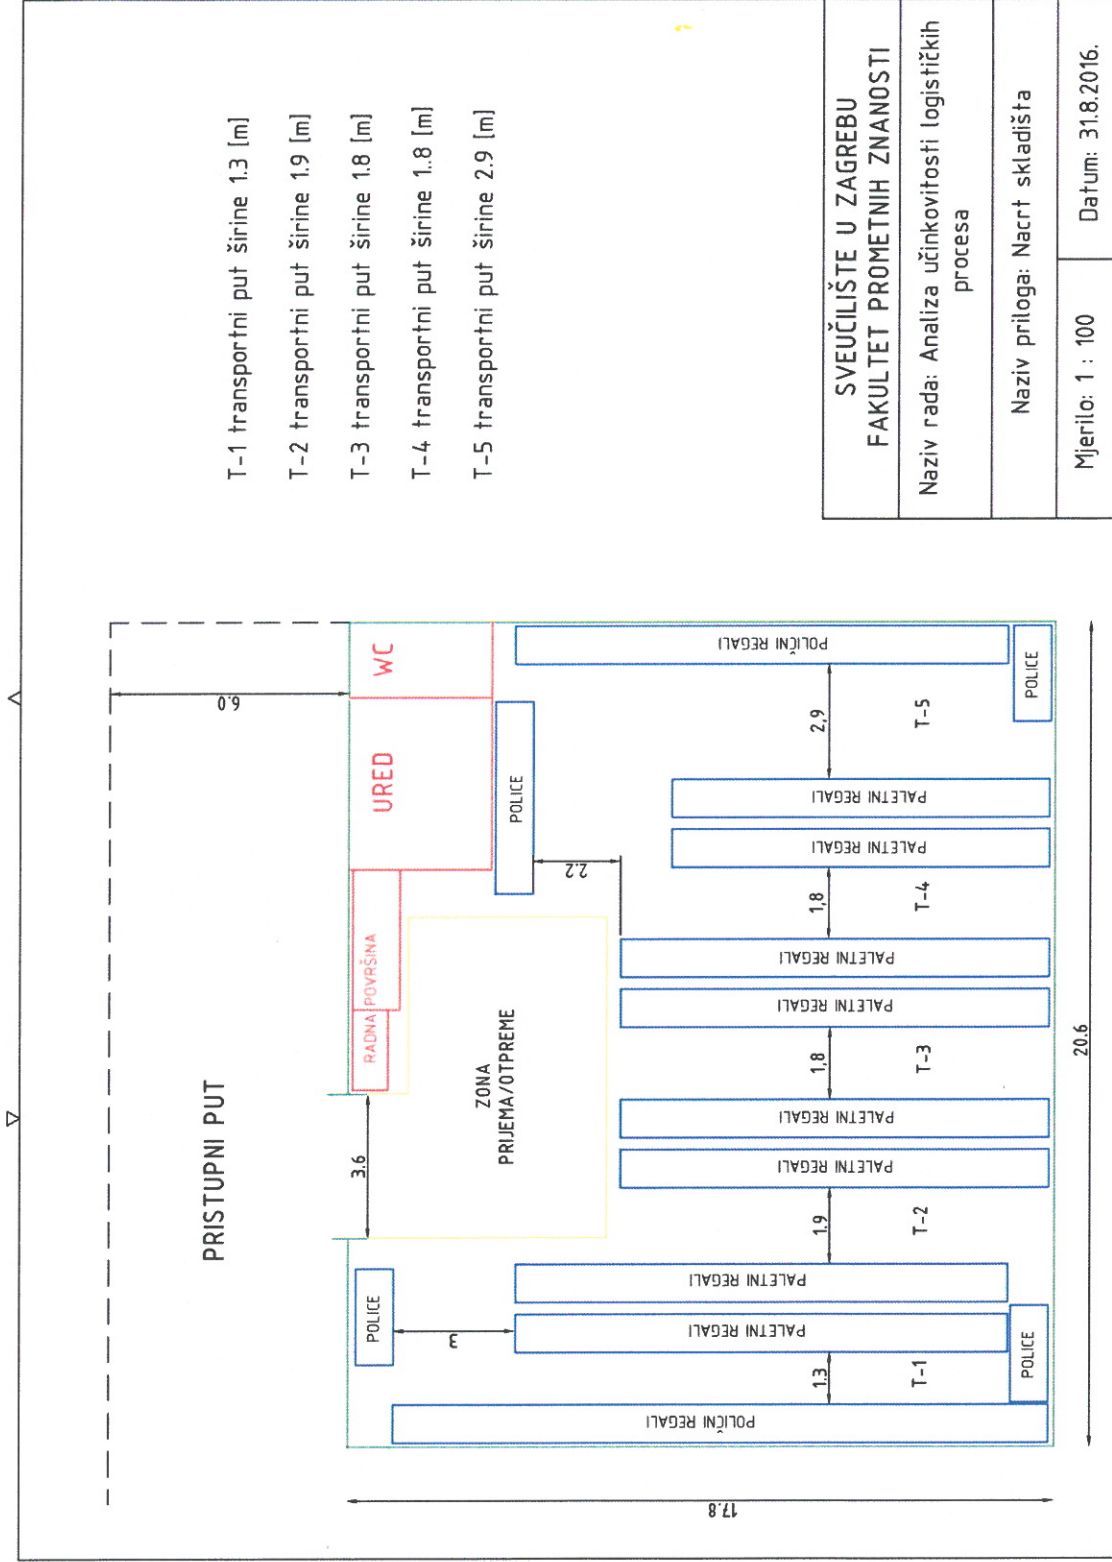 PRISTUPNI PUT
6.0
3.6
POLICE
3
RADNA POVRŠINA
URED
WC
ZONA
PRIJEMA/OTPREME
POLICE
2.2
POLIČNI REGALI
PALETNI REGALI
PALETNI REGALI
PALETNI REGALI
PALETNI REGALI
PALETNI REGALI
PALETNI REGALI
PALETNI REGALI
PALETNI REGALI
POLIČNI REGALI
1.3
1.9
1,8
1,8
2,9
T-1
T-2
T-3
T-4
T-5
POLICE
POLICE
17.8
20.6
T-1 transportni put širine 1.3 [m]
T-2 transportni put širine 1.9 [m]
T-3 transportni put širine 1.8 [m]
T-4 transportni put širine 1..8 [m]
T-5 transportni put širine 2.9 [m]
SVEUČILIŠTE U ZAGREBU
FAKULTET PROMETNIH ZNANOSTI
Naziv rada: Analiza učinkovitosti logističkih
procesa
Naziv priloga: Nacrt skladišta
Mjerilo: 1 : 100
Datum: 31.8.2016.